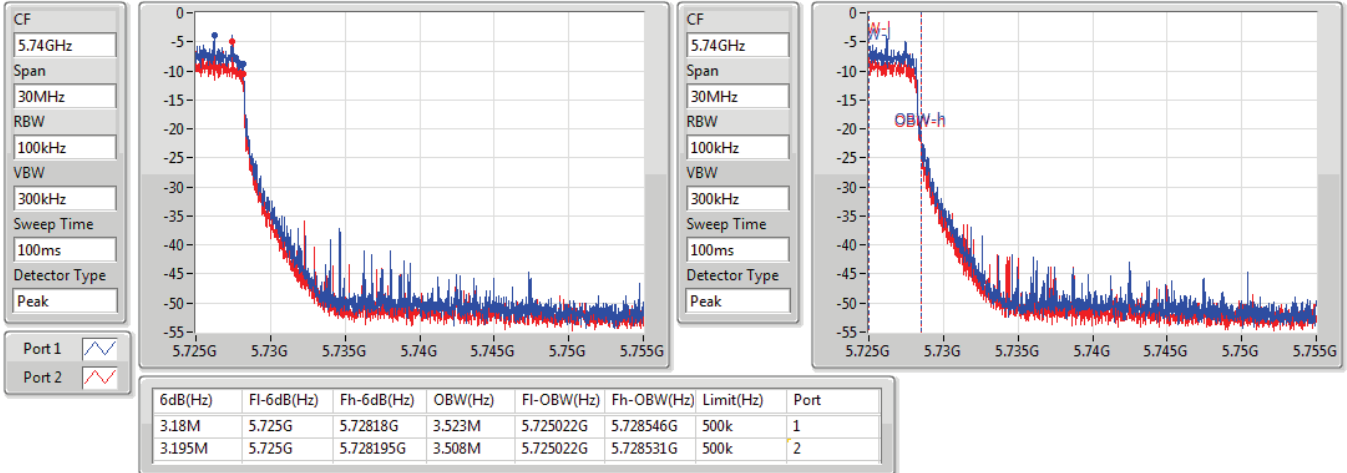 CF
5.74GHz
Span
30MHz
RBW
100kHz
VBW
300kHz
Sweep Time
100ms
Detector Type
Peak
0
-5
-10
-15
-20
-25
-30
-35
-40
-45
-50
-55
5.725G 5.73G 5.735G 5.74G 5.745G 5.75G 5.755G
Port 1
Port 2
CF
5.74GHz
Span
30MHz
RBW
100kHz
VBW
300kHz
Sweep Time
100ms
Detector Type
Peak
0
-5
-10
-15
-20
-25
-30
-35
-40
-45
-50
-55
W-l
OBW-h
5.725G 5.73G 5.735G 5.74G 5.745G 5.75G 5.755G
6dB(Hz) Fl-6dB(Hz) Fh-6dB(Hz) OBW(Hz) Fl-OBW(Hz) Fh-OBW(Hz) Limit(Hz) Port
3.18M 5.725G 5.72818G 3.523M 5.725022G 5.728546G 500k 1
3.195M 5.725G 5.728195G 3.508M 5.725022G 5.728531G 500k 2